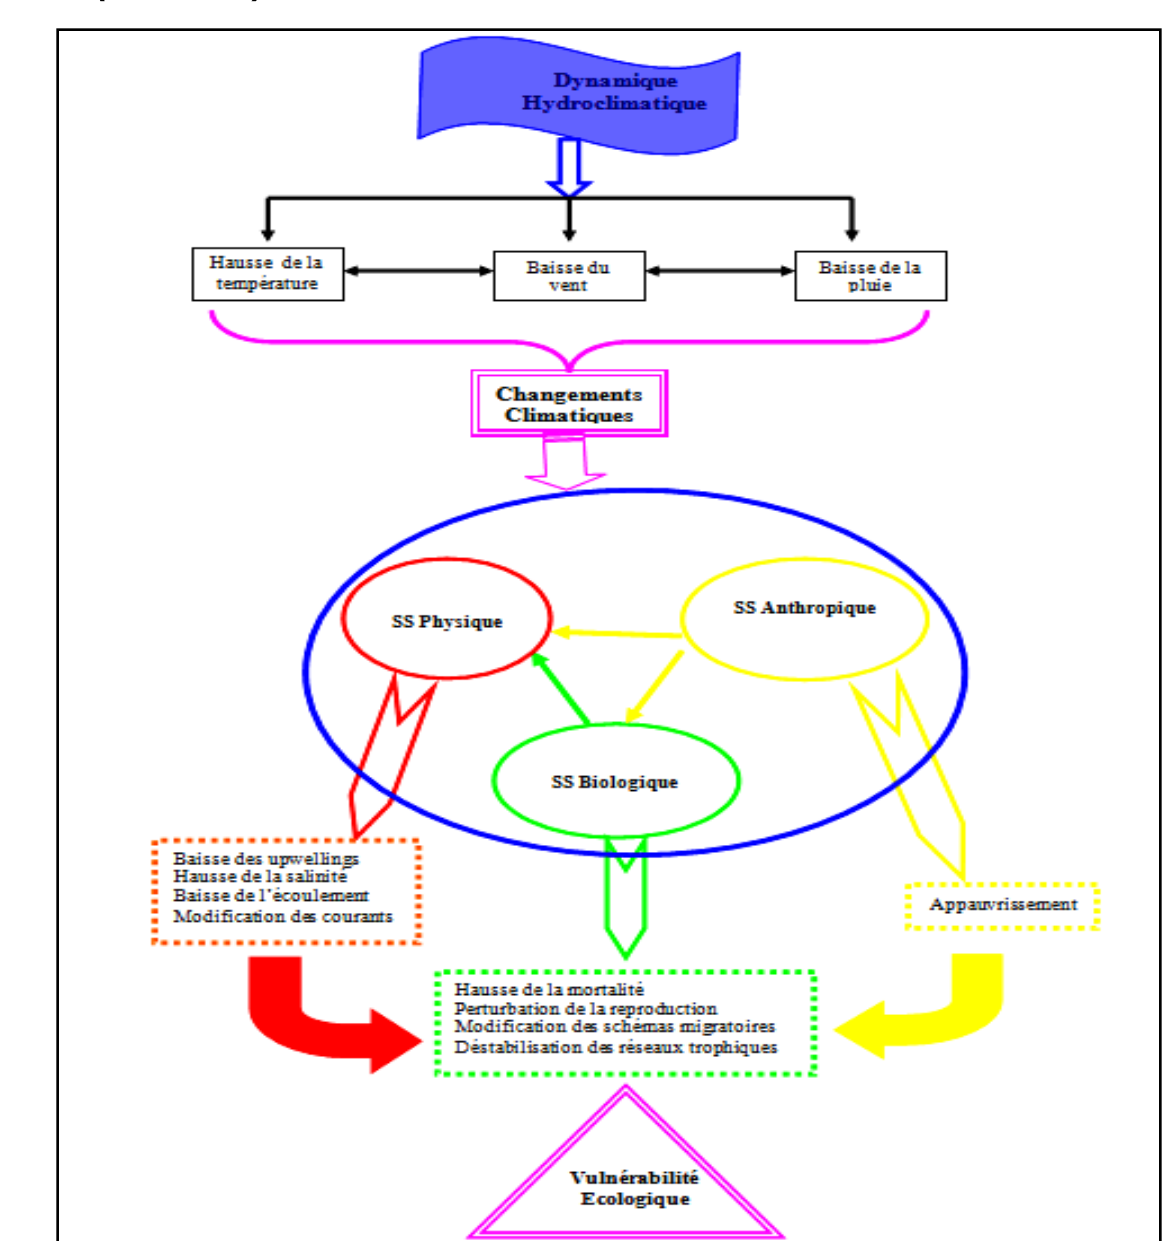 Dynamique
Hydroclimatique
Hausse de la
température
Baisse du
vent
Baisse de la
pluie
Changements
Climatiques
SS Physique
SS Anthropique
SS Biologique
Baisse des upwellings
Hausse de la salinité
Baisse de l'écoulement
Modification des courants
Appauvrissement
Hausse de la mortalité
Perturbation de la reproduction
Modification des schémas migratoires
Déstabilisation des réseaux trophiques
Vulnérabilité
Ecologique